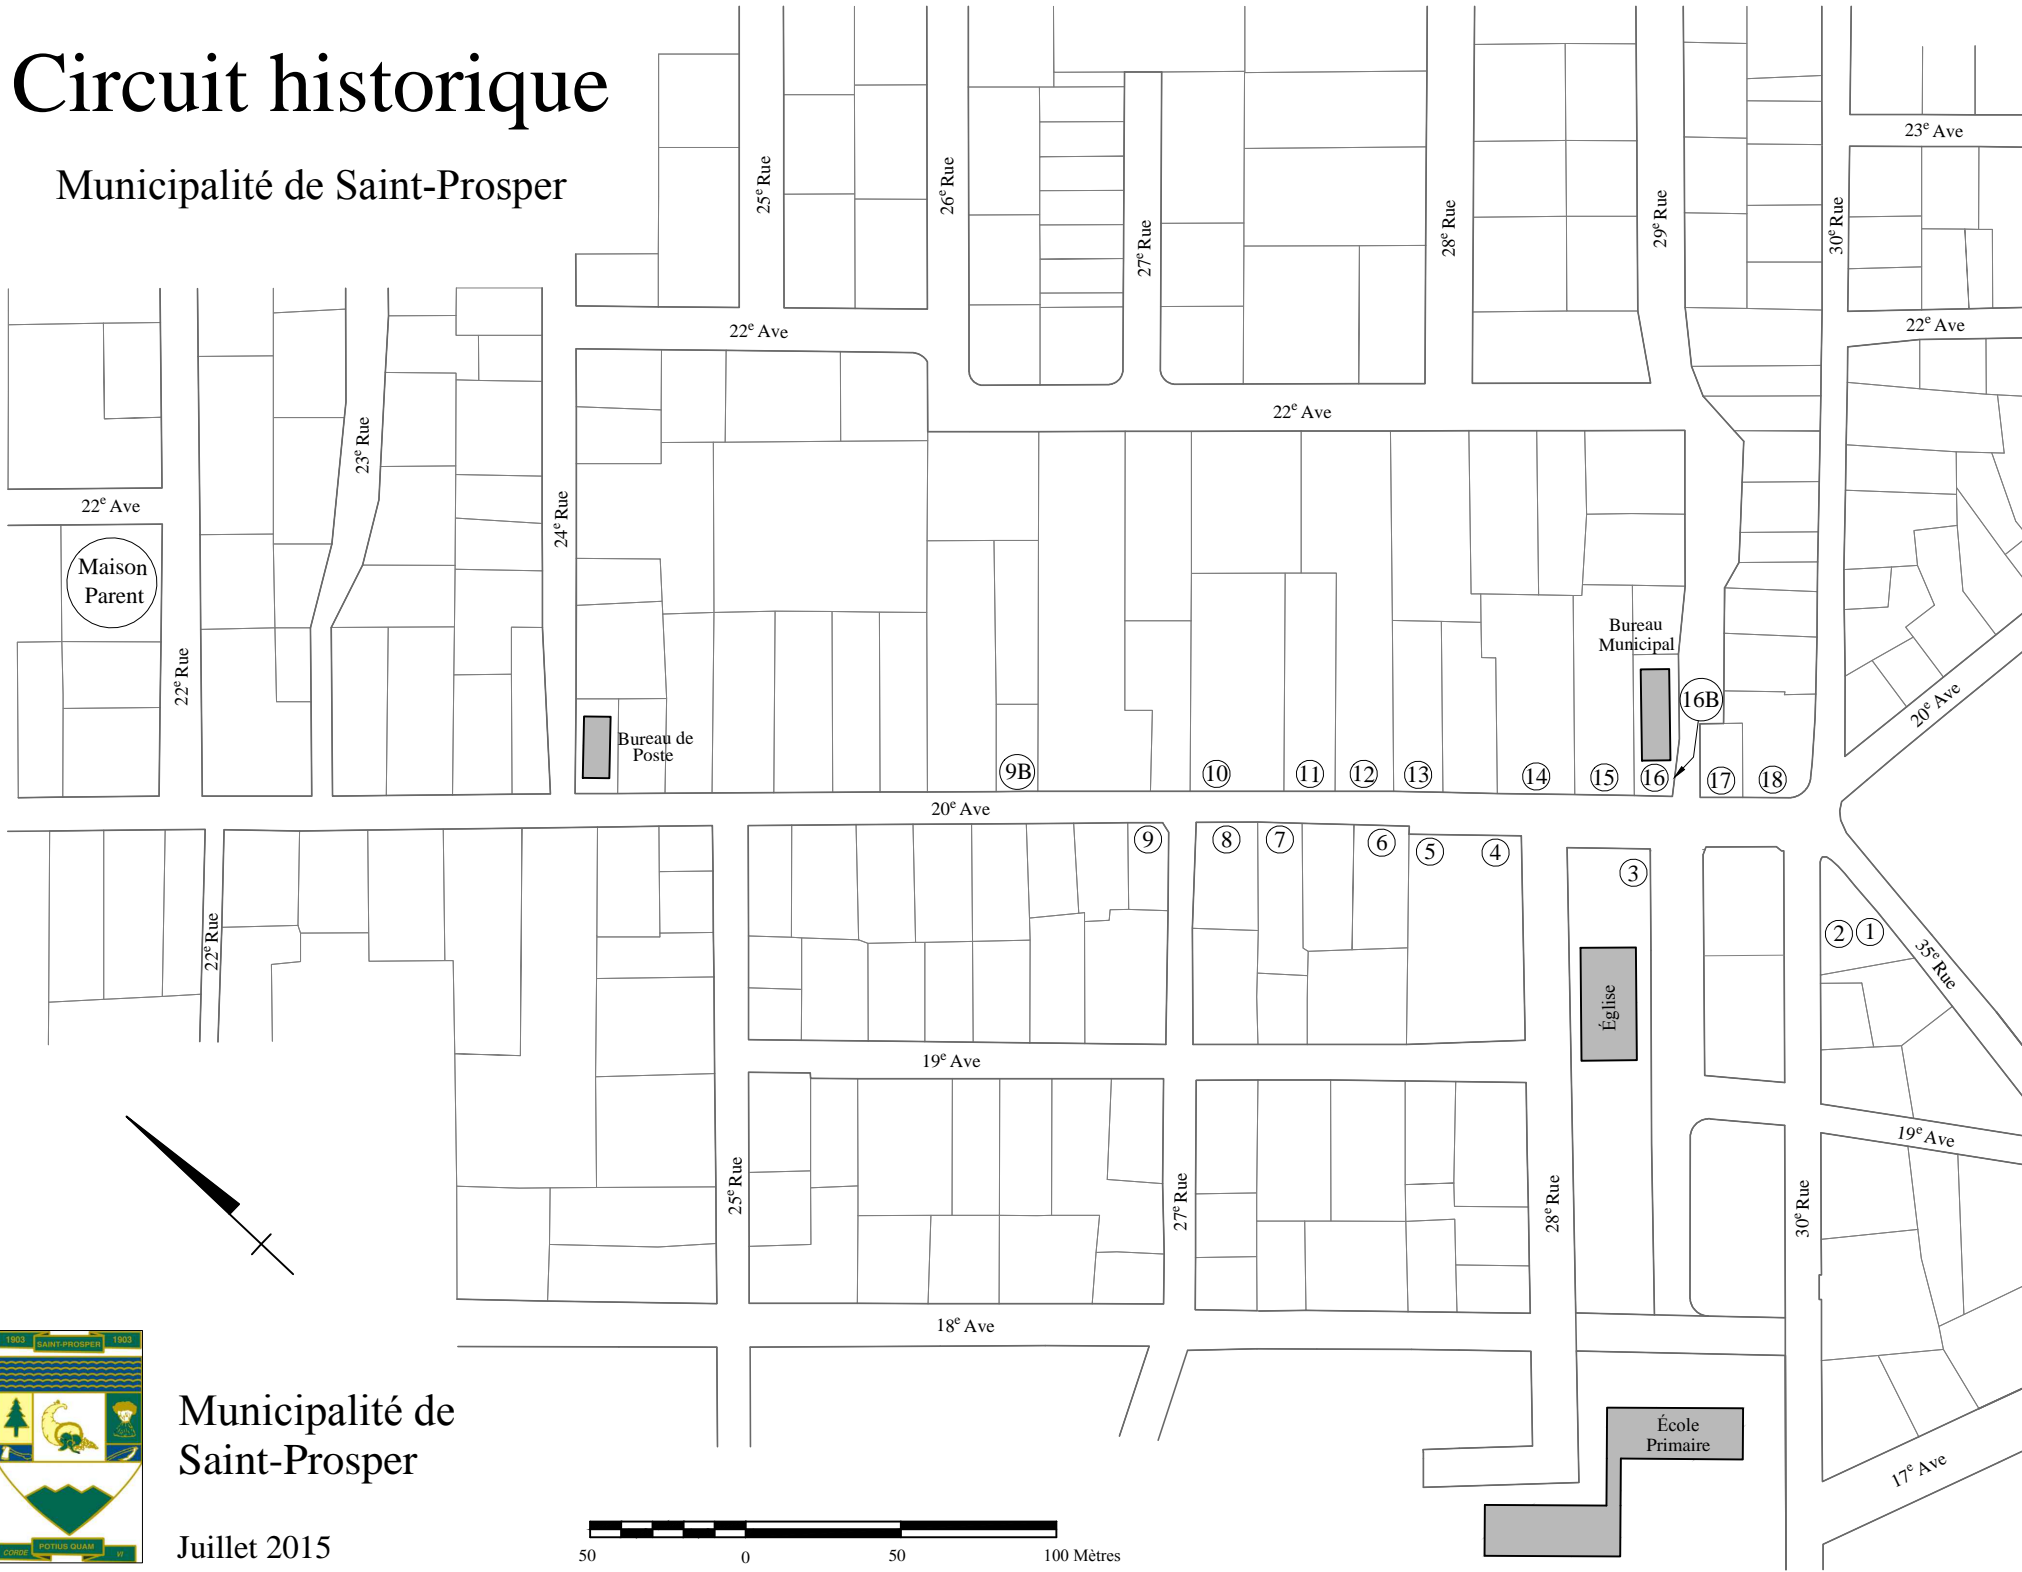 Circuit historique
Municipalité de Saint-Prosper
25e Rue
26e Rue
27e Rue
28e Rue
29e Rue
30e Rue
23e Ave
22e Ave
22e Ave
22e Ave
22e Ave
23e Rue
24e Rue
Maison
Parent
22e Rue
Bureau de
Poste
Bureau
Municipal
16B
20e Ave
9B
10
11
12
13
14
15
16
17
18
20e Ave
9
8
7
6
5
4
3
2
1
35e Rue
22e Rue
Église
19e Ave
19e Ave
25e Rue
27e Rue
28e Rue
30e Rue
18e Ave
École
Primaire
17e Ave
1903 SAINT-PROSPER 1903
CORDE POTIUS QUAM VI
Municipalité de
Saint-Prosper
Juillet 2015
50 0 50 100 Mètres